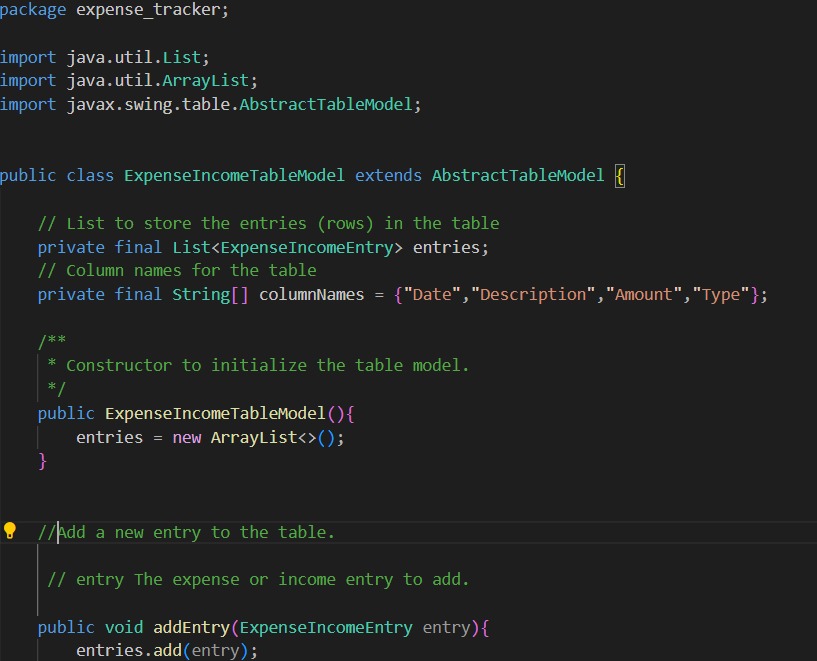 package expense_tracker;
import java.util.List;
import java.util.ArrayList;
import javax.swing.table.AbstractTableModel;
public class ExpenseIncomeTableModel extends AbstractTableModel {
// List to store the entries (rows) in the table
private final List<ExpenseIncomeEntry> entries;
// Column names for the table
private final String[] columnNames = {"Date","Description","Amount","Type"};
/**
* Constructor to initialize the table model.
*/
public ExpenseIncomeTableModel(){
entries = new ArrayList<>();
}
//Add a new entry to the table.
// entry The expense or income entry to add.
public void addEntry(ExpenseIncomeEntry entry){
entries.add(entry);